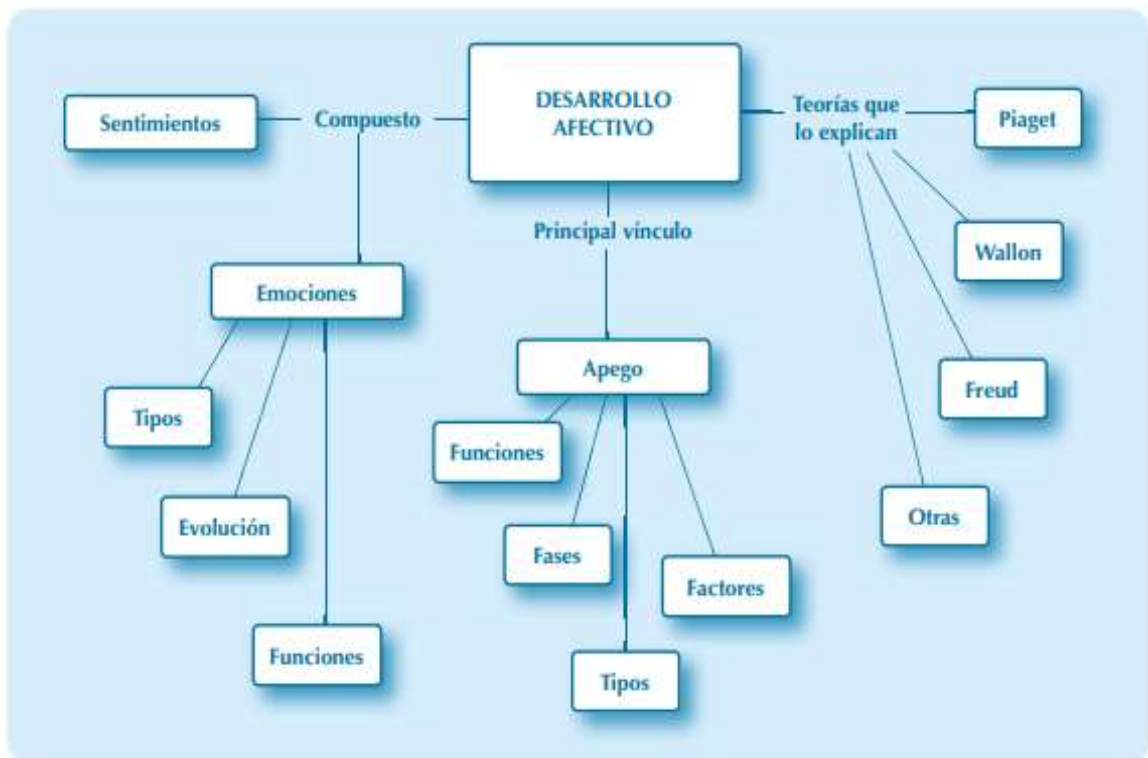 DESARROLLO
AFECTIVO
Sentimientos
Compuesto
Teorías que
lo explican
Piaget
Principal vínculo
Wallon
Emociones
Apego
Freud
Tipos
Funciones
Evolución
Otras
Fases
Factores
Funciones
Tipos